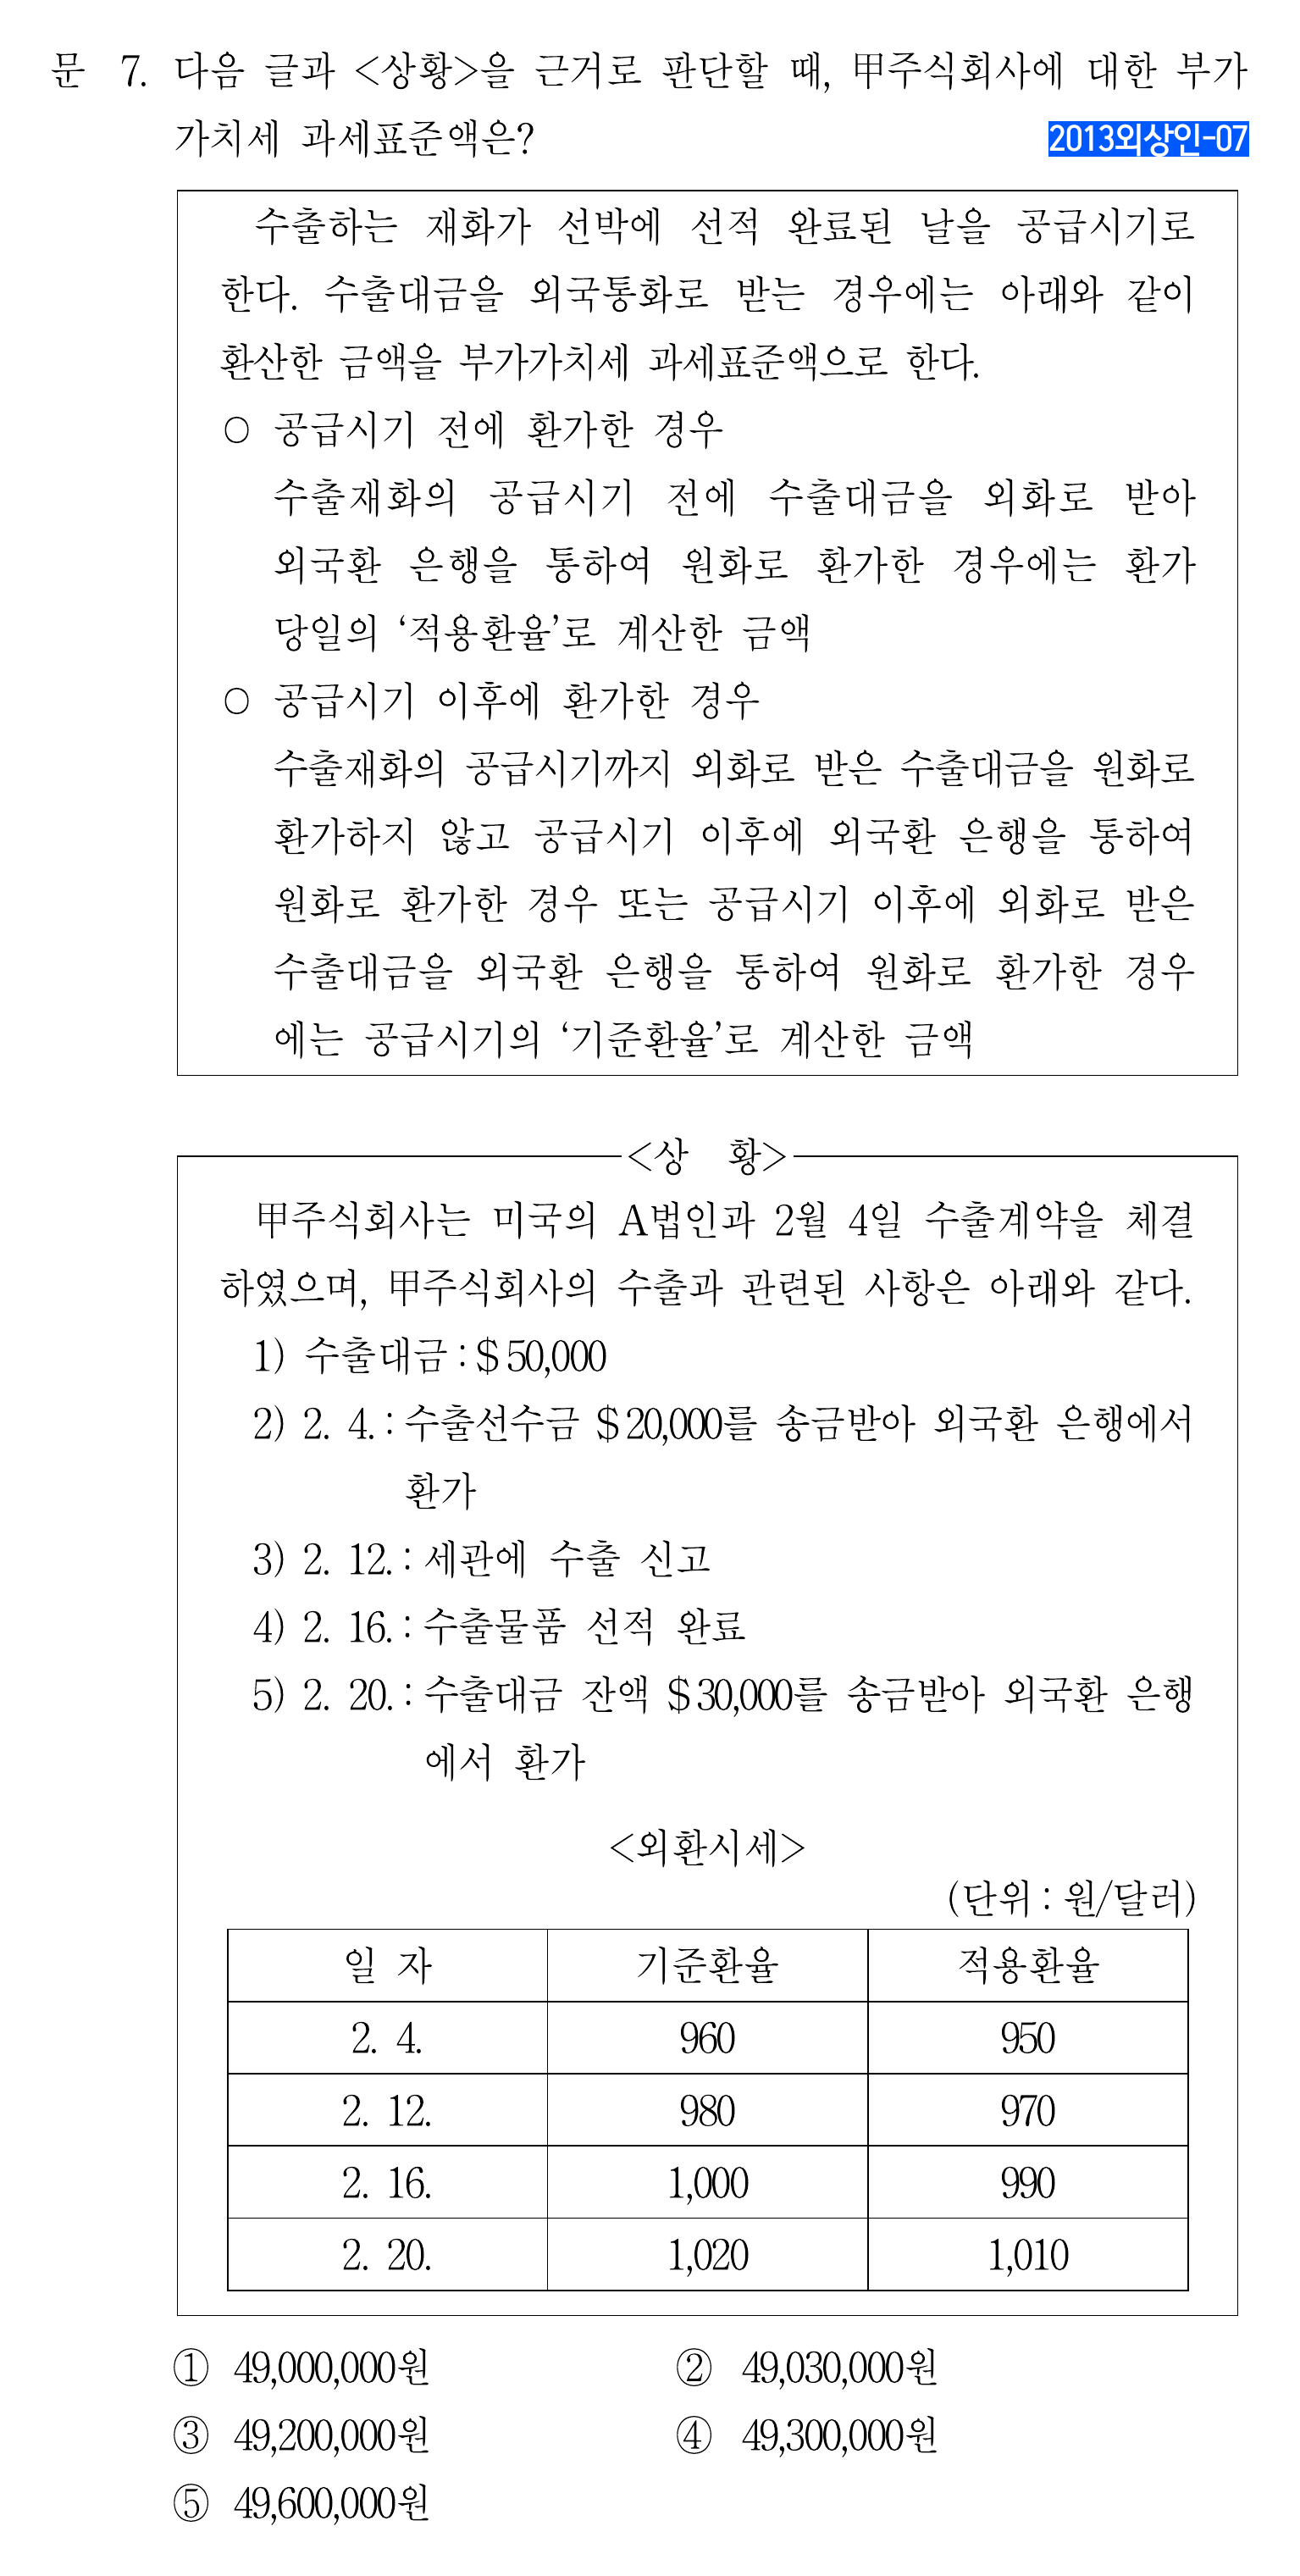 문 7. 다음 글과 <상황>을 근거로 판단할 때, 甲주식회사에 대한 부가
가치세 과세표준액은?
2013외상인-07
수출하는 재화가 선박에 선적 완료된 날을 공급시기로
한다. 수출대금을 외국통화로 받는 경우에는 아래와 같이
환산한 금액을 부가가치세 과세표준액으로 한다.
○ 공급시기 전에 환가한 경우
수출재화의 공급시기 전에 수출대금을 외화로 받아
외국환 은행을 통하여 원화로 환가한 경우에는 환가
당일의 ‘적용환율’로 계산한 금액
○ 공급시기 이후에 환가한 경우
수출재화의 공급시기까지 외화로 받은 수출대금을 원화로
환가하지 않고 공급시기 이후에 외국환 은행을 통하여
원화로 환가한 경우 또는 공급시기 이후에 외화로 받은
수출대금을 외국환 은행을 통하여 원화로 환가한 경우
에는 공급시기의 ‘기준환율’로 계산한 금액
<상 황>
甲주식회사는 미국의 A법인과 2월 4일 수출계약을 체결
하였으며, 甲주식회사의 수출과 관련된 사항은 아래와 같다.
1) 수출대금 : $ 50,000
2) 2. 4. : 수출선수금 $ 20,000를 송금받아 외국환 은행에서
환가
3) 2. 12. : 세관에 수출 신고
4) 2. 16. : 수출물품 선적 완료
5) 2. 20. : 수출대금 잔액 $ 30,000를 송금받아 외국환 은행
에서 환가
<외환시세>
(단위 : 원/달러)
일 자 기준환율 적용환율
2. 4. 960 950
2. 12. 980 970
2. 16. 1,000 990
2. 20. 1,020 1,010
① 49,000,000원 ② 49,030,000원
③ 49,200,000원 ④ 49,300,000원
⑤ 49,600,000원